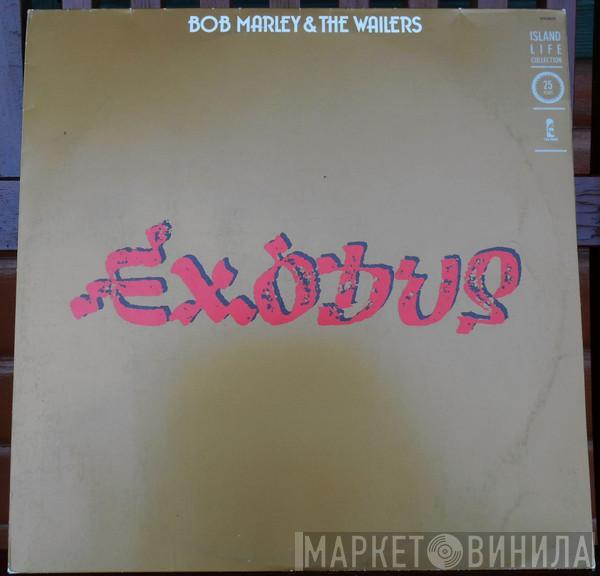 BOB MARLEY & THE WAILERS
ISLAND
LIFE
COLLECTION
25
EXODUS
МАРКЕТ ВИНИЛА